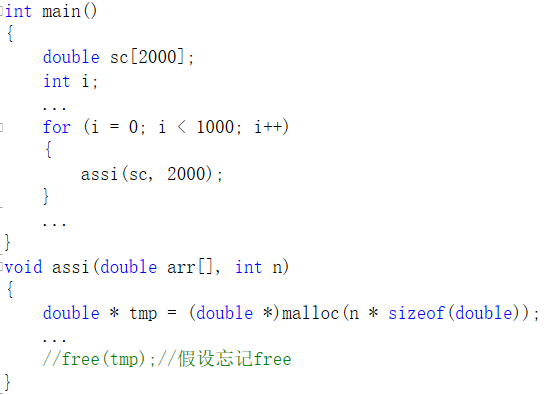 int main()
{
    double sc[2000];
    int i;
    ...
    for (i = 0; i < 1000; i++)
    {
        assi(sc, 2000);
    }
    ...
}
void assi(double arr[], int n)
{
    double * tmp = (double *)malloc(n * sizeof(double));
    ...
    //free(tmp);//假设忘记free
}